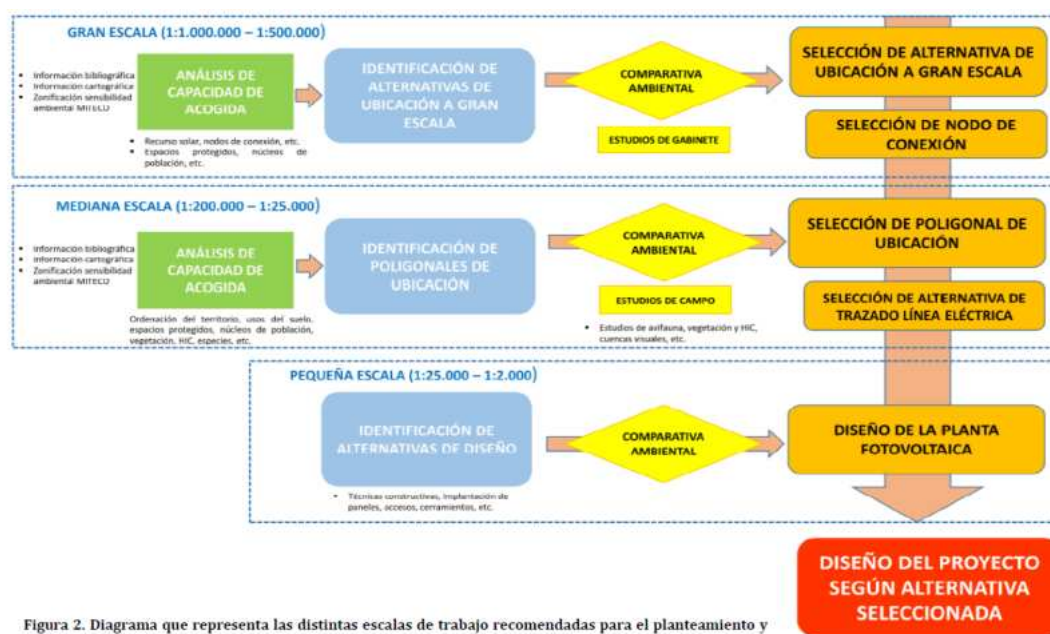 GRAN ESCALA (1:1.000.000 – 1:500.000)
Información bibliográfica
Información cartográfica
Zonificación sensibilidad
ambiental MITECO
ANÁLISIS DE
CAPACIDAD DE
ACOGIDA
Recurso solar, nodos de conexión, etc.
Espacios protegidos, núcleos de
población, etc.
IDENTIFICACIÓN DE
ALTERNATIVAS DE
UBICACIÓN A GRAN
ESCALA
COMPARATIVA
AMBIENTAL
ESTUDIOS DE GABINETE
SELECCIÓN DE ALTERNATIVA DE
UBICACIÓN A GRAN ESCALA
SELECCIÓN DE NODO DE
CONEXIÓN
MEDIANA ESCALA (1:200.000 – 1:25.000)
Información bibliográfica
Información cartográfica
Zonificación sensibilidad
ambiental MITECO
ANÁLISIS DE
CAPACIDAD DE
ACOGIDA
Ordenación del territorio, usos del suelo,
espacios protegidos, núcleos de población,
vegetación, HIC, especies, etc.
IDENTIFICACIÓN DE
POLIGONALES DE
UBICACIÓN
COMPARATIVA
AMBIENTAL
ESTUDIOS DE CAMPO
Estudios de avifauna, vegetación y HIC,
cuencas visuales, etc.
SELECCIÓN DE POLIGONAL DE
UBICACIÓN
SELECCIÓN DE ALTERNATIVA DE
TRAZADO LÍNEA ELÉCTRICA
PEQUEÑA ESCALA (1:25.000 – 1:2.000)
IDENTIFICACIÓN DE
ALTERNATIVAS DE DISEÑO
Técnicas constructivas, implantación de
paneles, accesos, cerramientos, etc.
COMPARATIVA
AMBIENTAL
DISEÑO DE LA PLANTA
FOTOVOLTAICA
DISEÑO DEL PROYECTO
SEGÚN ALTERNATIVA
SELECCIONADA
Figura 2. Diagrama que representa las distintas escalas de trabajo recomendadas para el planteamiento y